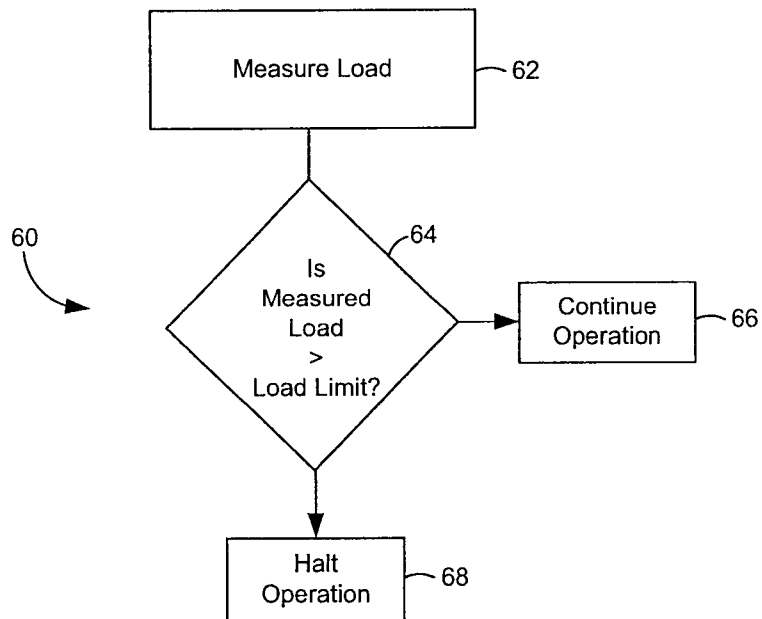 Measure Load
62
60
64
Is
Measured
Load
>
Load Limit?
Continue
Operation
66
Halt
Operation
68